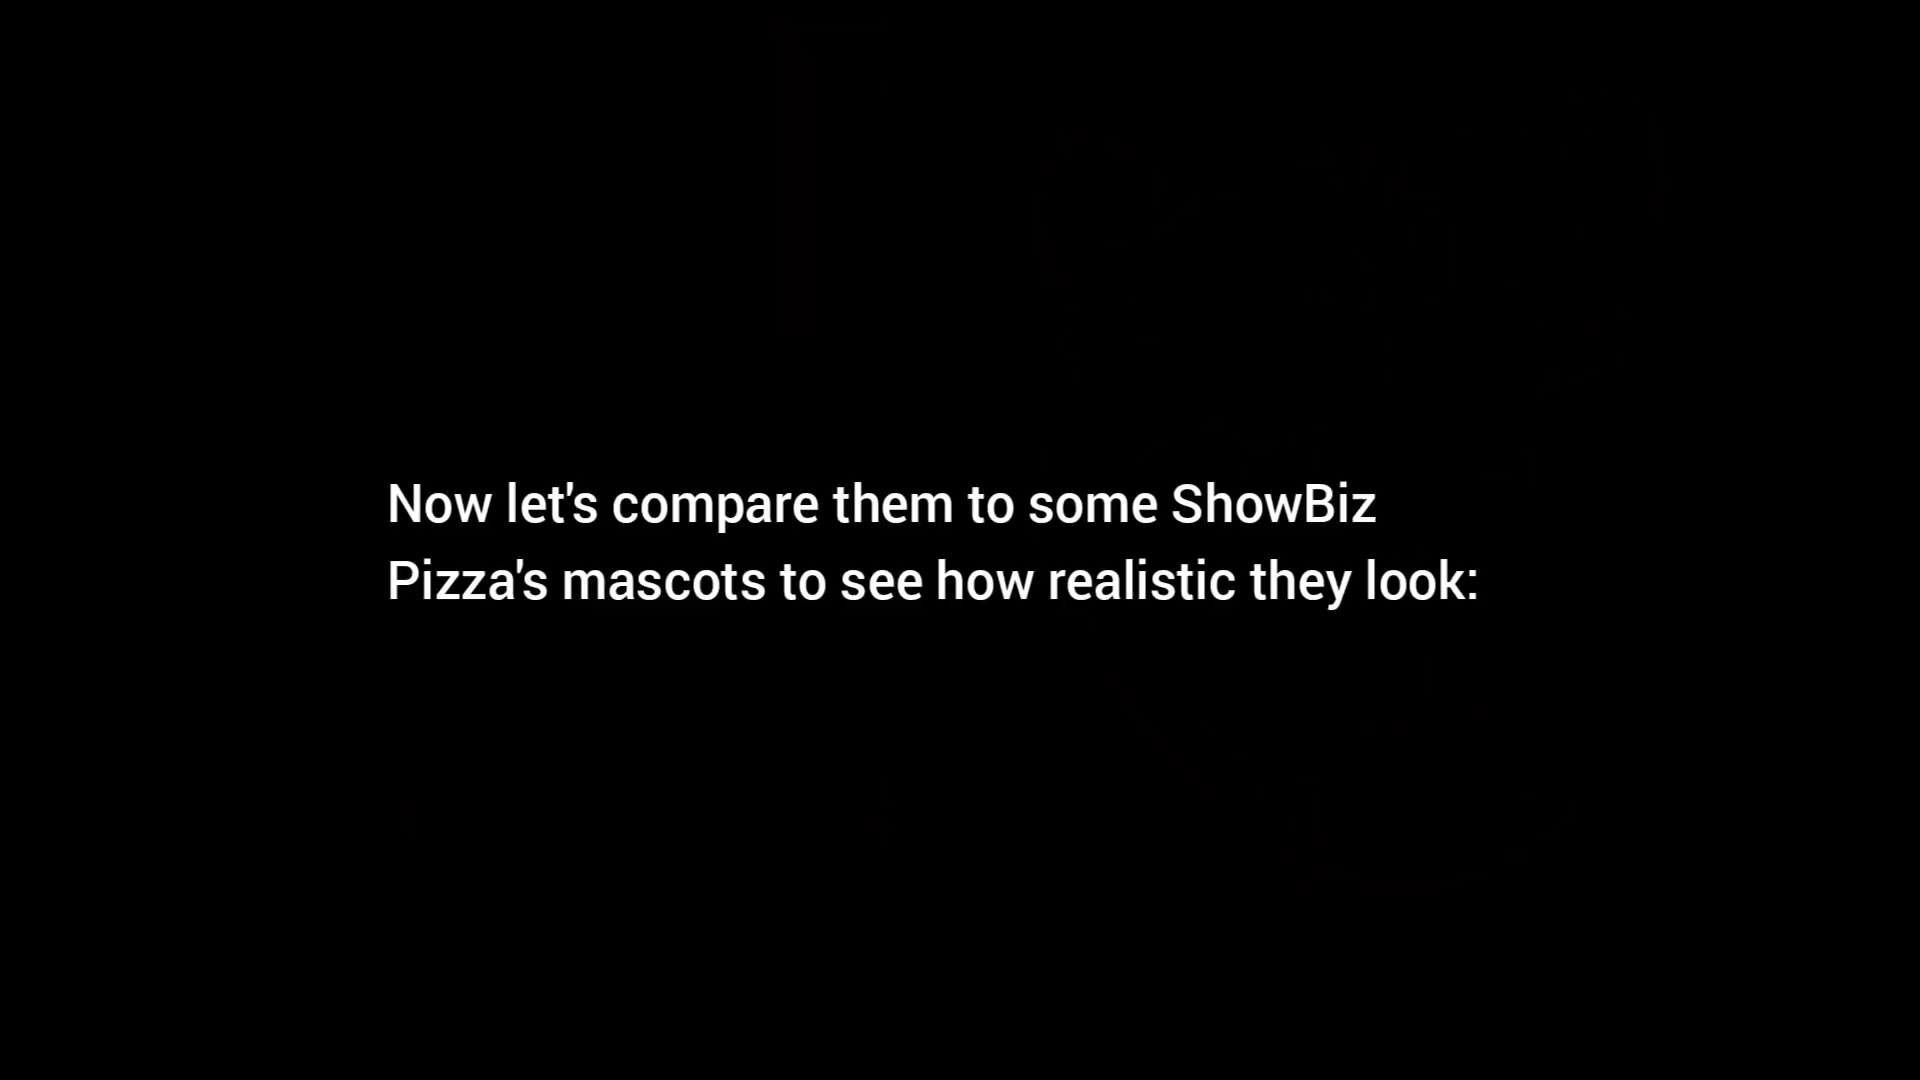 Now let's compare them to some ShowBiz
Pizza's mascots to see how realistic they look: